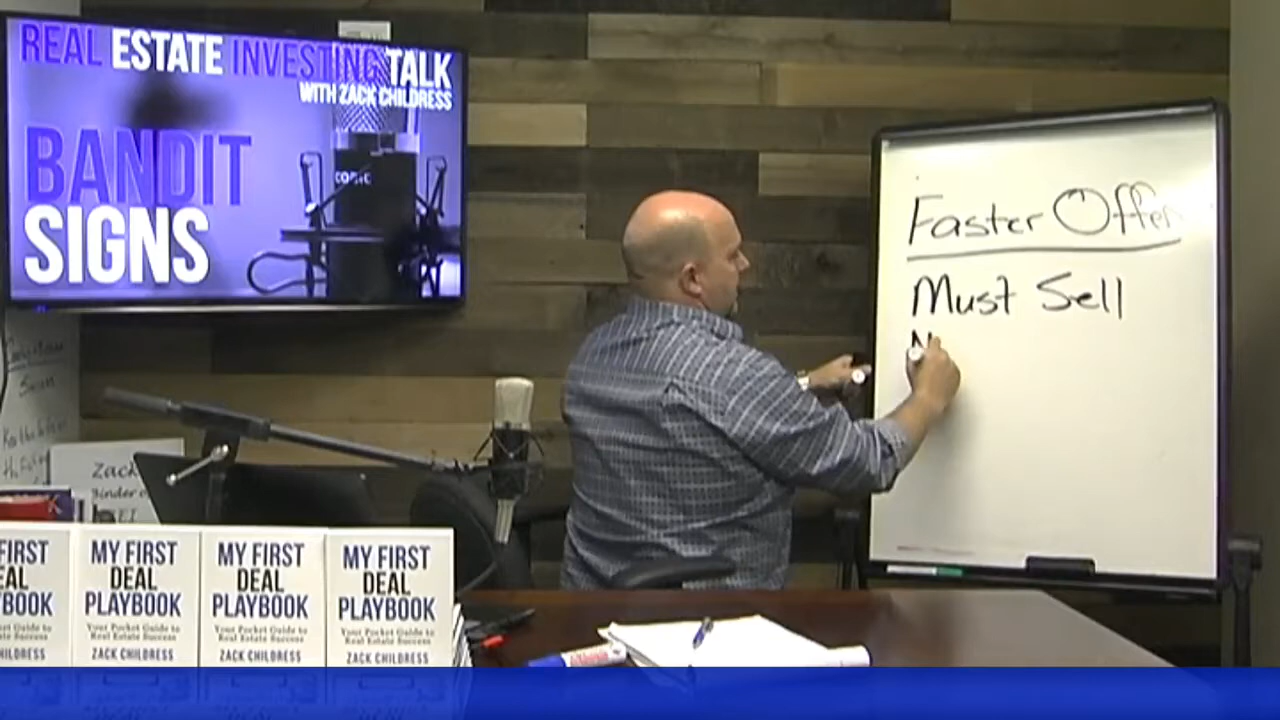 REAL ESTATE INVESTING TALK
WITH ZACK CHILDRESS
BANDIT
SIGNS
Faster Offer
Must Sell
N
Zack
MY FIRST
DEAL
PLAYBOOK
Your Pocket Guide to
Real Estate Success
ZACK CHILDRESS
MY FIRST
DEAL
PLAYBOOK
Your Pocket Guide to
Real Estate Success
ZACK CHILDRESS
MY FIRST
DEAL
PLAYBOOK
Your Pocket Guide to
Real Estate Success
ZACK CHILDRESS